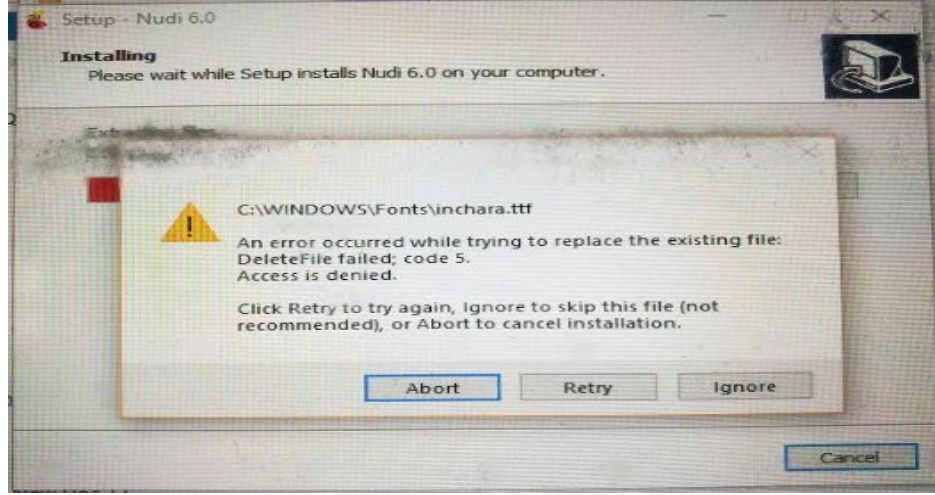 Setup - Nudi 6.0
Installing
Please wait while Setup installs Nudi 6.0 on your computer.
C:\WINDOWS\Fonts\inchara.ttf
An error occurred while trying to replace the existing file:
DeleteFile failed; code 5.
Access is denied.
Click Retry to try again, Ignore to skip this file (not
recommended), or Abort to cancel installation.
Abort Retry Ignore
Cancel